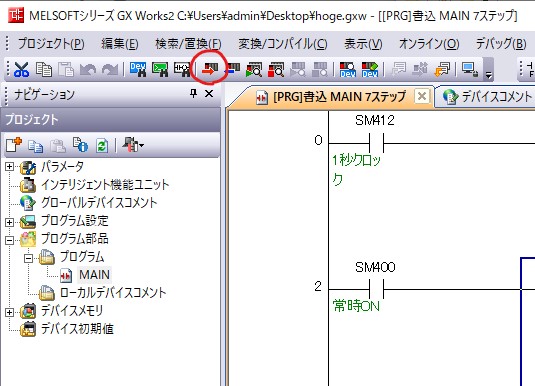 MELSOFTシリーズ GX Works2 C:¥Users¥admin¥Desktop¥hoge.gxw - [[PRG]書込 MAIN 7ステップ]
プロジェクト(P) 編集(E) 検索/置換(F) 変換/コンパイル(C) 表示(V) オンライン(O) デバッグ(B)
ナビゲーション
[PRG]書込 MAIN 7ステップ
デバイスコメント
プロジェクト
パラメータ
インテリジェント機能ユニット
グローバルデバイスコメント
プログラム設定
プログラム部品
プログラム
MAIN
ローカルデバイスコメント
デバイスメモリ
デバイス初期値
SM412
0
1秒クロッ
ク
SM400
2
常時ON